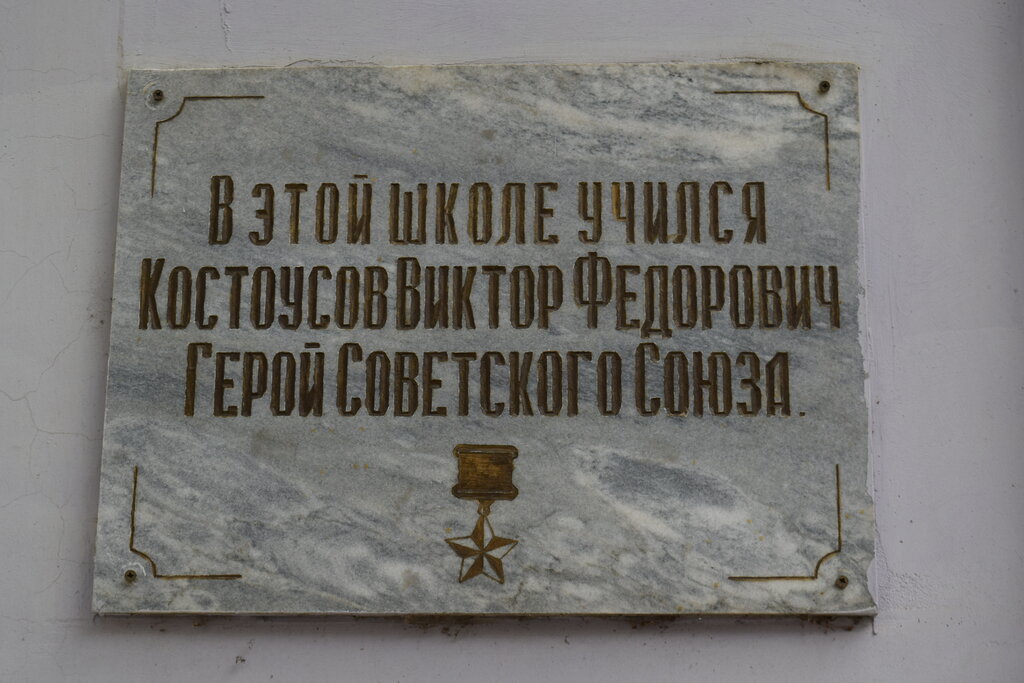 В этой школе учился
Костоусов Виктор Федорович
Герой Советского Союза.